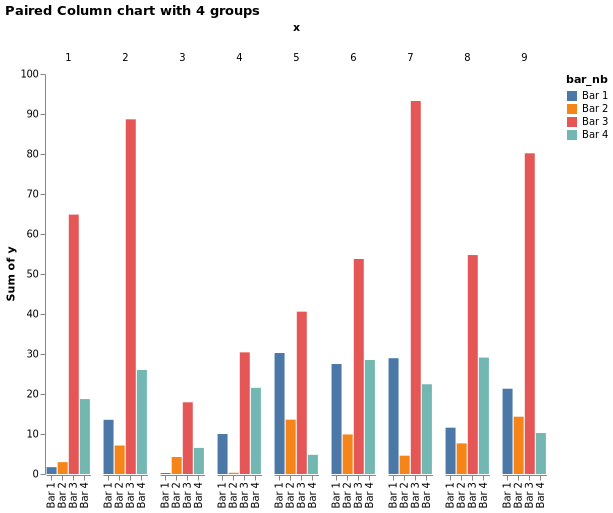 Paired Column chart with 4 groups
x
1 2 3 4 5 6 7 8 9
100
90
80
70
60
50
40
30
20
10
0
Sum of y
Bar 1 Bar 2 Bar 3 Bar 4 Bar 1 Bar 2 Bar 3 Bar 4 Bar 1 Bar 2 Bar 3 Bar 4 Bar 1 Bar 2 Bar 3 Bar 4 Bar 1 Bar 2 Bar 3 Bar 4 Bar 1 Bar 2 Bar 3 Bar 4 Bar 1 Bar 2 Bar 3 Bar 4 Bar 1 Bar 2 Bar 3 Bar 4 Bar 1 Bar 2 Bar 3 Bar 4
bar_nb
Bar 1
Bar 2
Bar 3
Bar 4